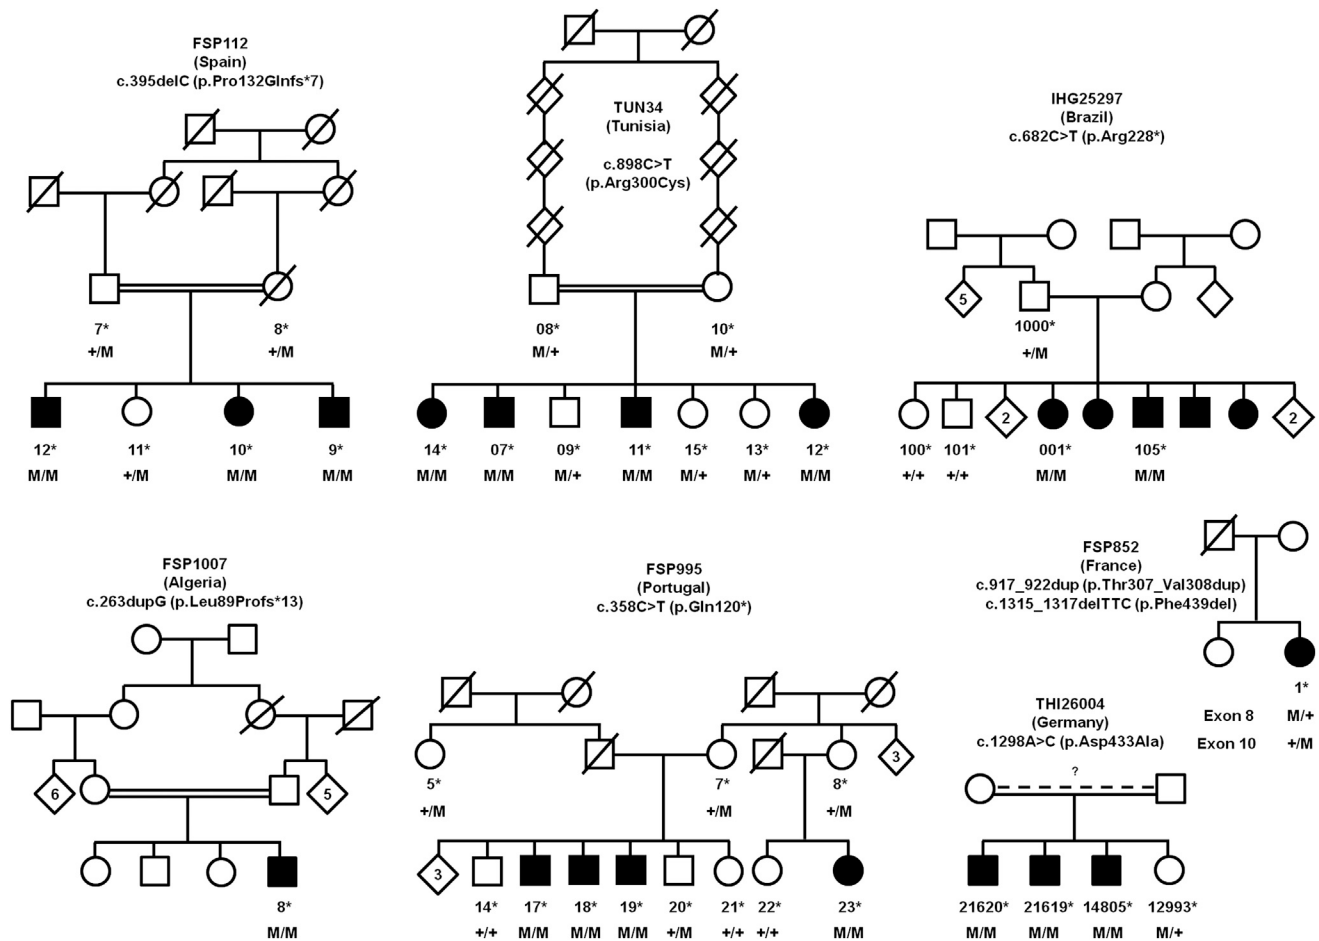 FSP112
(Spain)
c.395delC (p.Pro132Glnfs*7)
7* 8*
+/M +/M
12* 11* 10* 9*
M/M +/M M/M M/M
TUN34
(Tunisia)
c.898C>T
(p.Arg300Cys)
08* 10*
M/+ M/+
14* 07* 09* 11* 15* 13* 12*
M/M M/M M/+ M/M M/+ M/+ M/M
IHG25297
(Brazil)
c.682C>T (p.Arg228*)
5
1000*
+/M
2 2
100* 101* 001* 105*
+/+ +/+ M/M M/M
FSP1007
(Algeria)
c.263dupG (p.Leu89Profs*13)
6 5
8*
M/M
FSP995
(Portugal)
c.358C>T (p.Gln120*)
3
5* 7* 8*
+/M +/M +/M
3
14* 17* 18* 19* 20* 21* 22* 23*
+/+ M/M M/M M/M +/M +/+ +/+ M/M
FSP852
(France)
c.917_922dup (p.Thr307_Val308dup)
c.1315_1317delTTC (p.Phe439del)
1*
Exon 8 M/+
Exon 10 +/M
THI26004
(Germany)
c.1298A>C (p.Asp433Ala)
?
21620* 21619* 14805* 12993*
M/M M/M M/M M/+